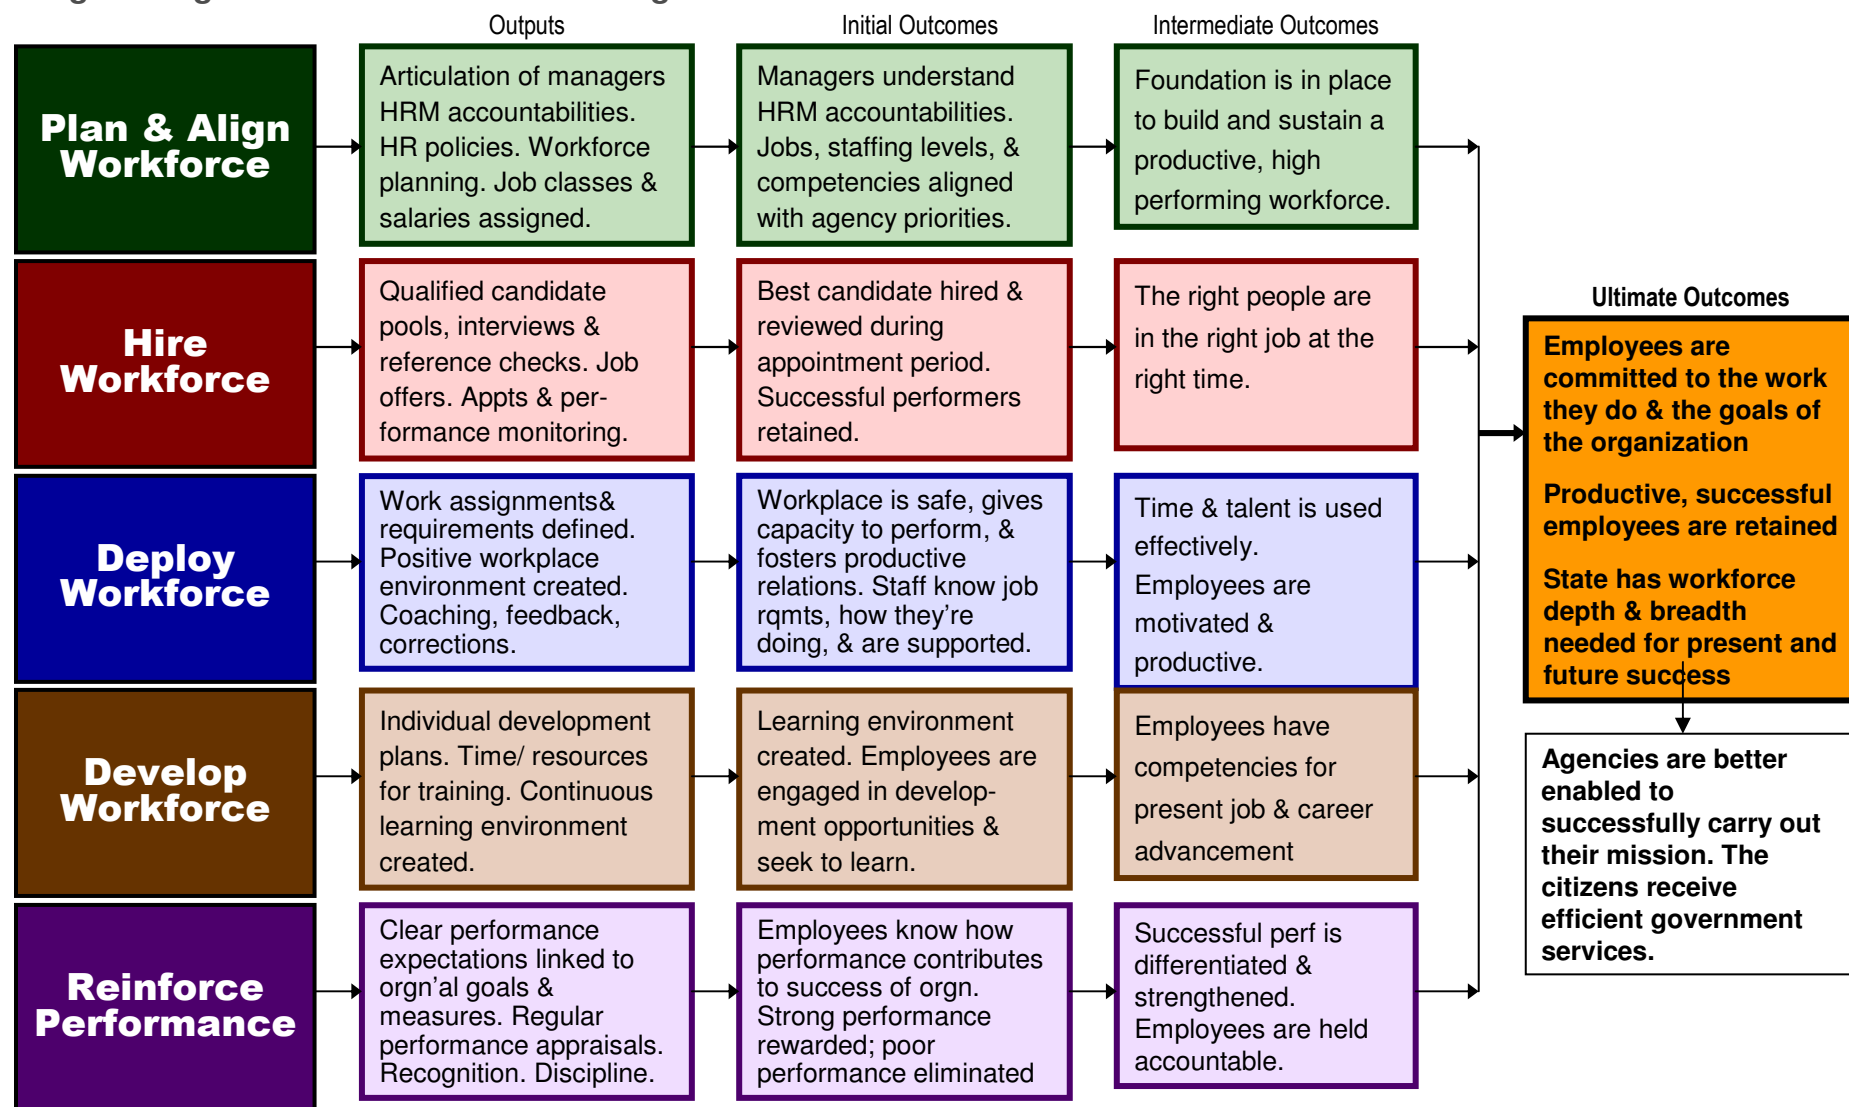 Outputs
Initial Outcomes
Intermediate Outcomes
Plan & Align
Workforce
Articulation of managers
HRM accountabilities.
HR policies. Workforce
planning. Job classes &
salaries assigned.
Managers understand
HRM accountabilities.
Jobs, staffing levels, &
competencies aligned
with agency priorities.
Foundation is in place
to build and sustain a
productive, high
performing workforce.
Hire
Workforce
Qualified candidate
pools, interviews &
reference checks. Job
offers. Appts & per-
formance monitoring.
Best candidate hired &
reviewed during
appointment period.
Successful performers
retained.
The right people are
in the right job at the
right time.
Deploy
Workforce
Work assignments&
requirements defined.
Positive workplace
environment created.
Coaching, feedback,
corrections.
Workplace is safe, gives
capacity to perform, &
fosters productive
relations. Staff know job
rqmts, how they're
doing, & are supported.
Time & talent is used
effectively.
Employees are
motivated &
productive.
Develop
Workforce
Individual development
plans. Time/ resources
for training. Continuous
learning environment
created.
Learning environment
created. Employees are
engaged in develop-
ment opportunities &
seek to learn.
Employees have
competencies for
present job & career
advancement
Reinforce
Performance
Clear performance
expectations linked to
orgn'al goals &
measures. Regular
performance appraisals.
Recognition. Discipline.
Employees know how
performance contributes
to success of orgn.
Strong performance
rewarded; poor
performance eliminated
Successful perf is
differentiated &
strengthened.
Employees are held
accountable.
Ultimate Outcomes
Employees are
committed to the work
they do & the goals of
the organization
Productive, successful
employees are retained
State has workforce
depth & breadth
needed for present and
future success
Agencies are better
enabled to
successfully carry out
their mission. The
citizens receive
efficient government
services.